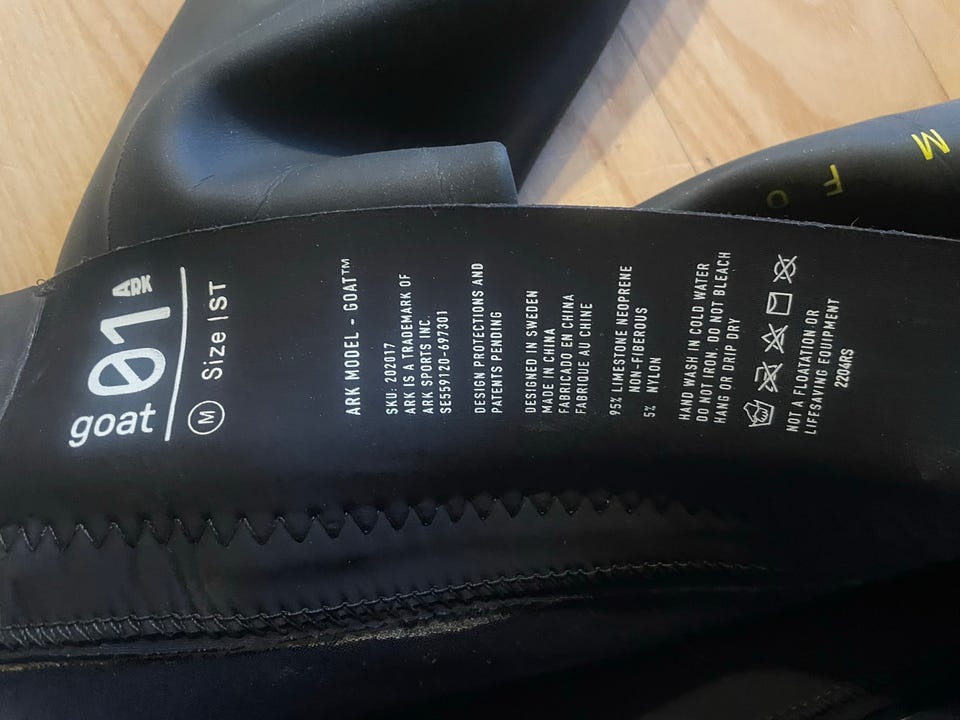 goat
01
ARK
M Size | ST
ARK MODEL - GOAT™
SKU: 202017
ARK IS A TRADEMARK OF
ARK SPORTS INC.
SE559120-697301
DESIGN PROTECTIONS AND
PATENTS PENDING
DESIGNED IN SWEDEN
MADE IN CHINA
FABRICADO EN CHINA
FABRIQUE AU CHINE
95% LIMESTONE NEOPRENE
NON-FIBEROUS
5% NYLON
HAND WASH IN COLD WATER
DO NOT IRON. DO NOT BLEACH
HANG OR DRIP DRY
NOT A FLOATATION OR
LIFESAVING EQUIPMENT
2204RS
M
F